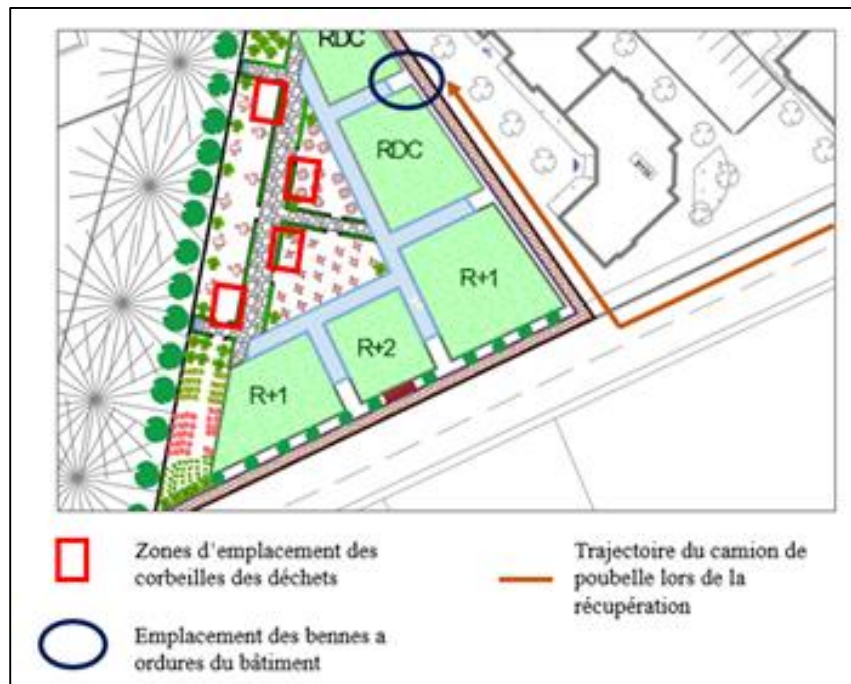 RDC
RDC
R+1
R+2
R+1
Zones d'emplacement des
corbeilles des déchets
Emplacement des bennes a
ordures du bâtiment
Trajectoire du camion de
poubelle lors de la
récupération